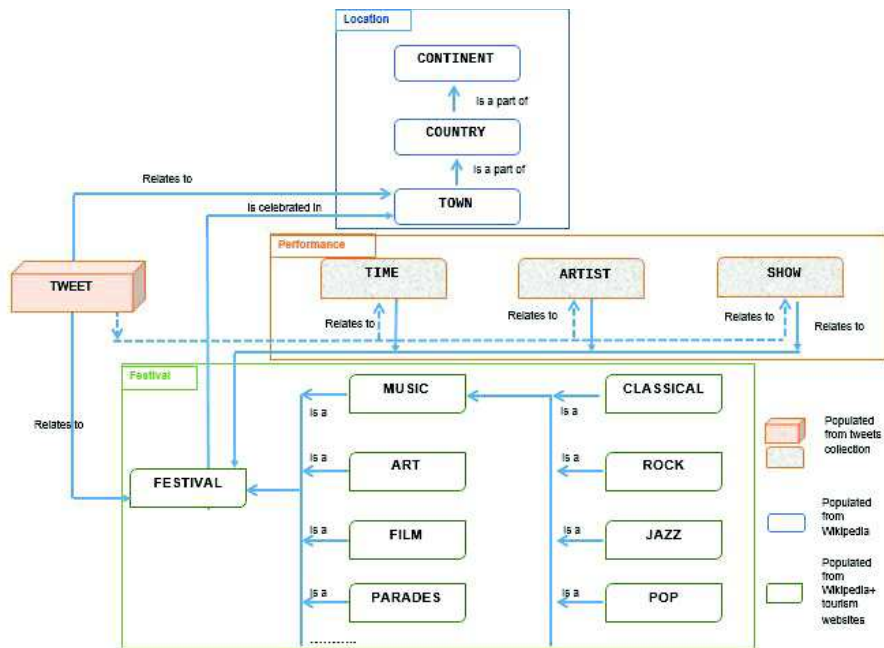 Location
CONTINENT
Is a part of
COUNTRY
Is a part of
Relates to
TOWN
Is celebrated in
Performance
TIME
ARTIST
SHOW
TWEET
Relates to
Relates to
Relates to
Relates to
Festival
MUSIC
CLASSICAL
Is a
Is a
Relates to
Populated
from tweets
collection
ART
ROCK
Is a
Is a
FESTIVAL
FILM
JAZZ
Is a
Is a
Populated
from
Wikipedia
PARADES
POP
Is a
Is a
Populated
from
Wikipedia+
tourism
websites
............